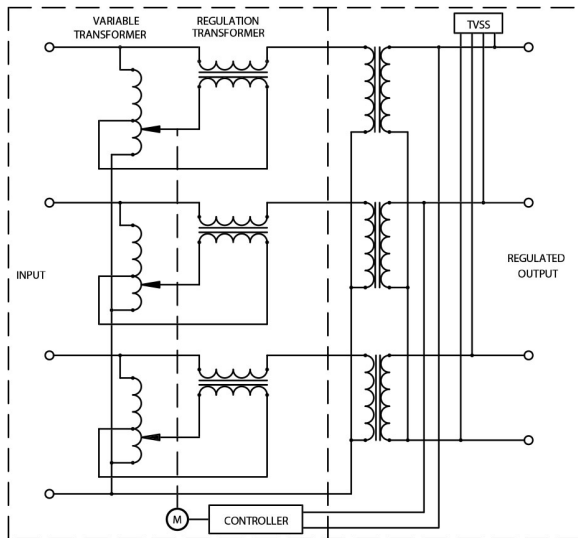 VARIABLE
TRANSFORMER
REGULATION
TRANSFORMER
TVSS
INPUT
REGULATED
OUTPUT
M
CONTROLLER